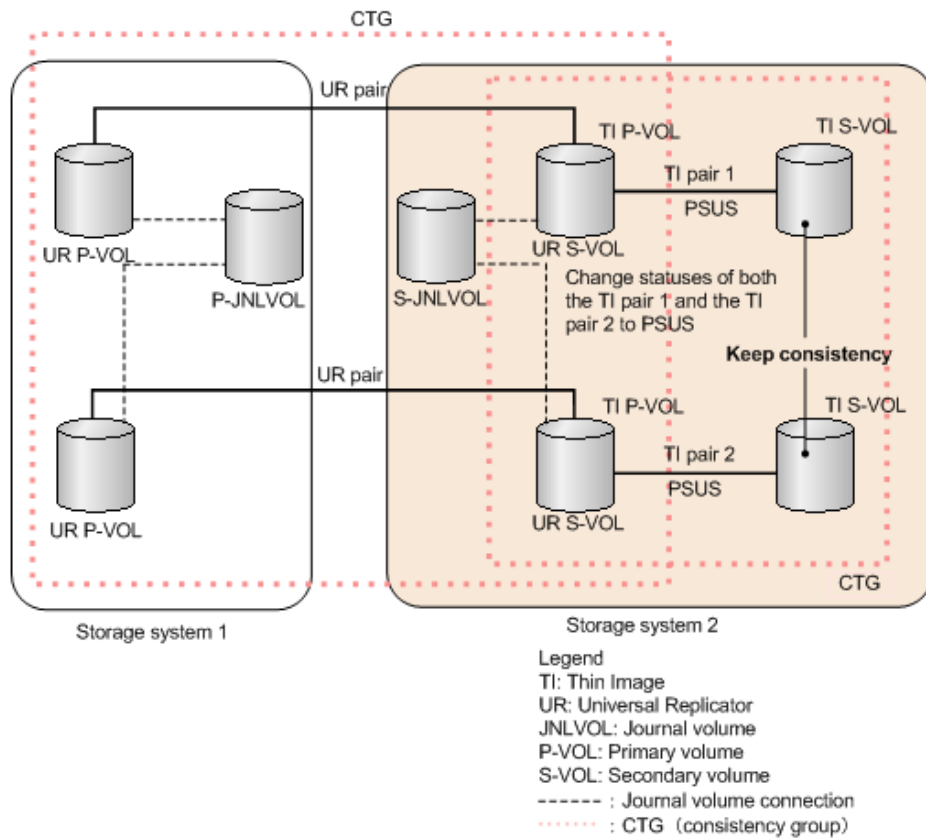 CTG
UR pair
TI P-VOL
TI S-VOL
TI pair 1
PSUS
UR P-VOL
P-JNLVOL
S-JNLVOL
UR S-VOL
Change statuses of both
the TI pair 1 and the TI
pair 2 to PSUS
Keep consistency
UR pair
TI P-VOL
TI S-VOL
TI pair 2
PSUS
UR P-VOL
UR S-VOL
CTG
Storage system 1
Storage system 2
Legend
TI: Thin Image
UR: Universal Replicator
JNLVOL: Journal volume
P-VOL: Primary volume
S-VOL: Secondary volume
: Journal volume connection
: CTG (consistency group)